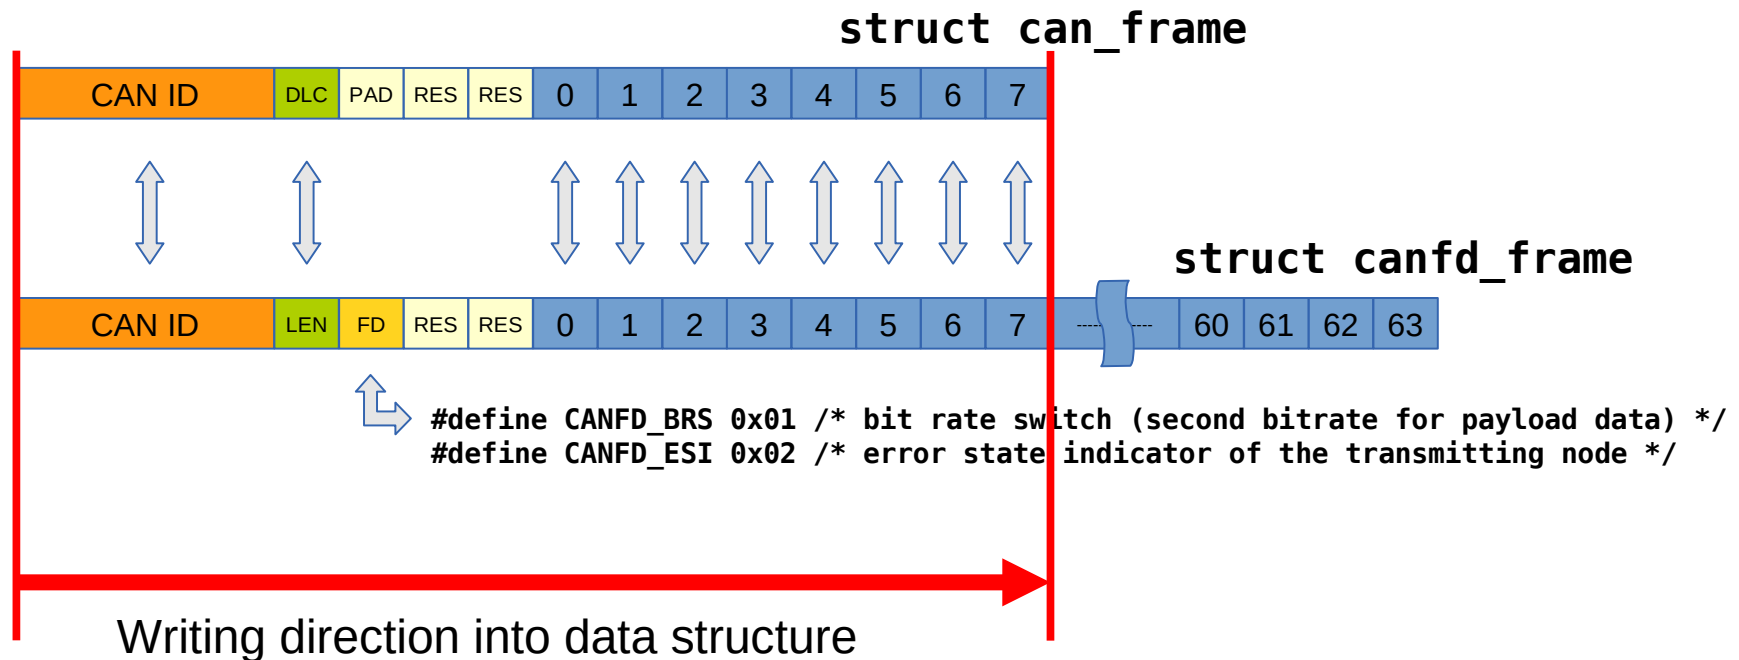 struct can_frame
CAN ID DLC PAD RES RES 0 1 2 3 4 5 6 7
struct canfd_frame
CAN ID LEN FD RES RES 0 1 2 3 4 5 6 7 ---------- 60 61 62 63
#define CANFD_BRS 0x01 /* bit rate switch (second bitrate for payload data) */
#define CANFD_ESI 0x02 /* error state indicator of the transmitting node */
Writing direction into data structure